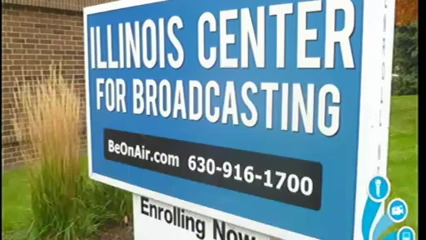 ILLINOIS CENTER
FOR BROADCASTING
BeOnAir.com 630-916-1700
Enrolling Now